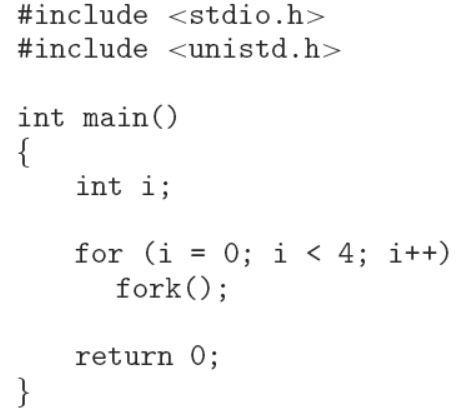 #include <stdio.h>
#include <unistd.h>
int main()
{
int i;
for (i = 0; i < 4; i++)
fork();
return 0;
}